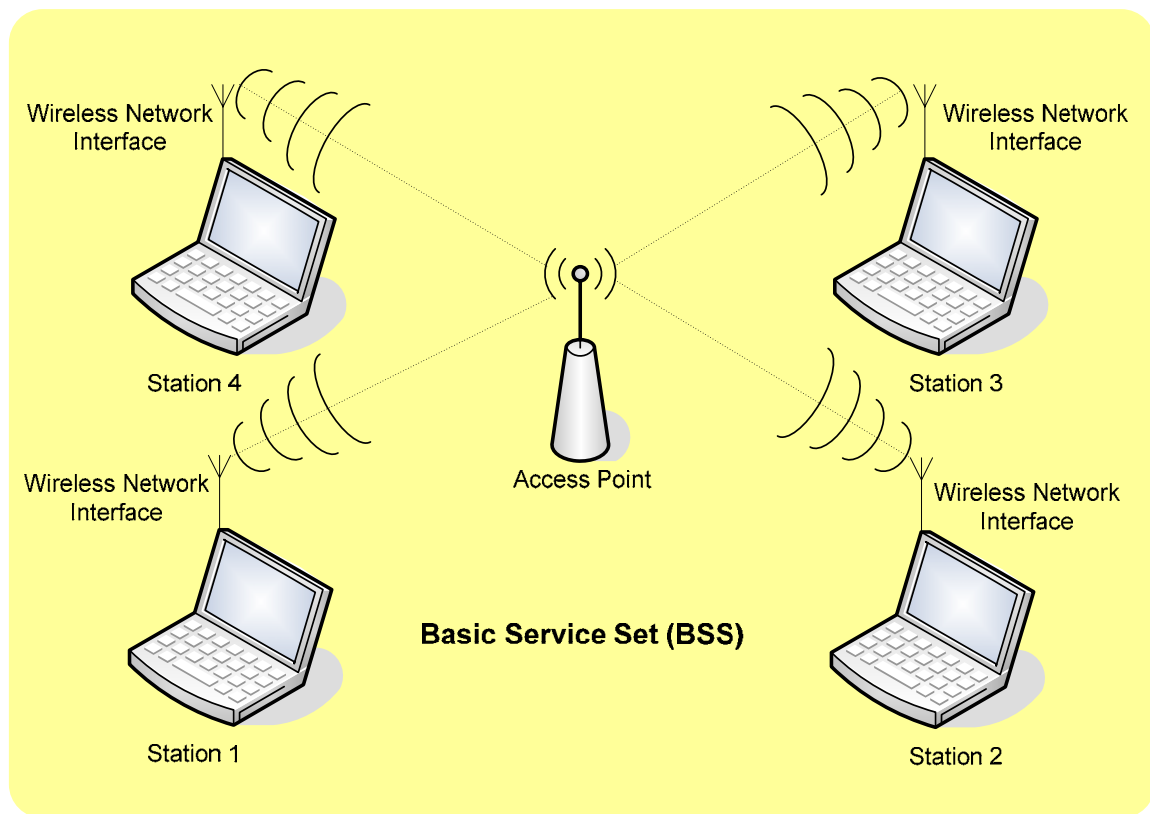 Wireless Network
Interface
Wireless Network
Interface
Station 4
Station 3
Access Point
Wireless Network
Interface
Wireless Network
Interface
Basic Service Set (BSS)
Station 1
Station 2